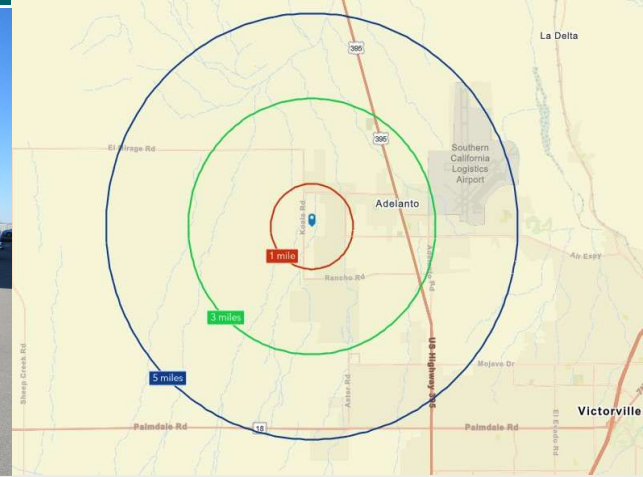 La Delta
395
395
El Mirage Rd
Southern
California
Logistics
Airport
Adelanto
Koala Rd
1 mile
Rancho Rd
Adelanto Rd
Air Expy
3 miles
US Highway 395
Sheep Creek Rd
Aster Rd
Mojave Dr
5 miles
El Evado Rd
Victorville
Palmdale Rd
18
Palmdale Rd